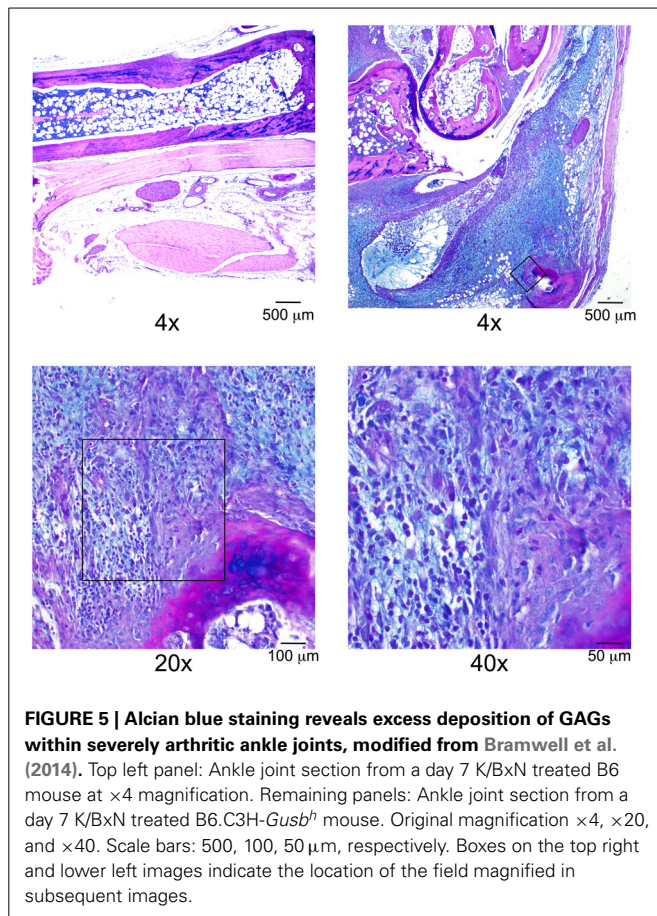 4x
500 μm
4x
500 μm
20x
100 μm
40x
50 μm
FIGURE 5 | Alcian blue staining reveals excess deposition of GAGs
within severely arthritic ankle joints, modified from Bramwell et al.
(2014). Top left panel: Ankle joint section from a day 7 K/BxN treated B6
mouse at ×4 magnification. Remaining panels: Ankle joint section from a
day 7 K/BxN treated B6.C3H-Gusbʰ mouse. Original magnification ×4, ×20,
and ×40. Scale bars: 500, 100, 50 μm, respectively. Boxes on the top right
and lower left images indicate the location of the field magnified in
subsequent images.